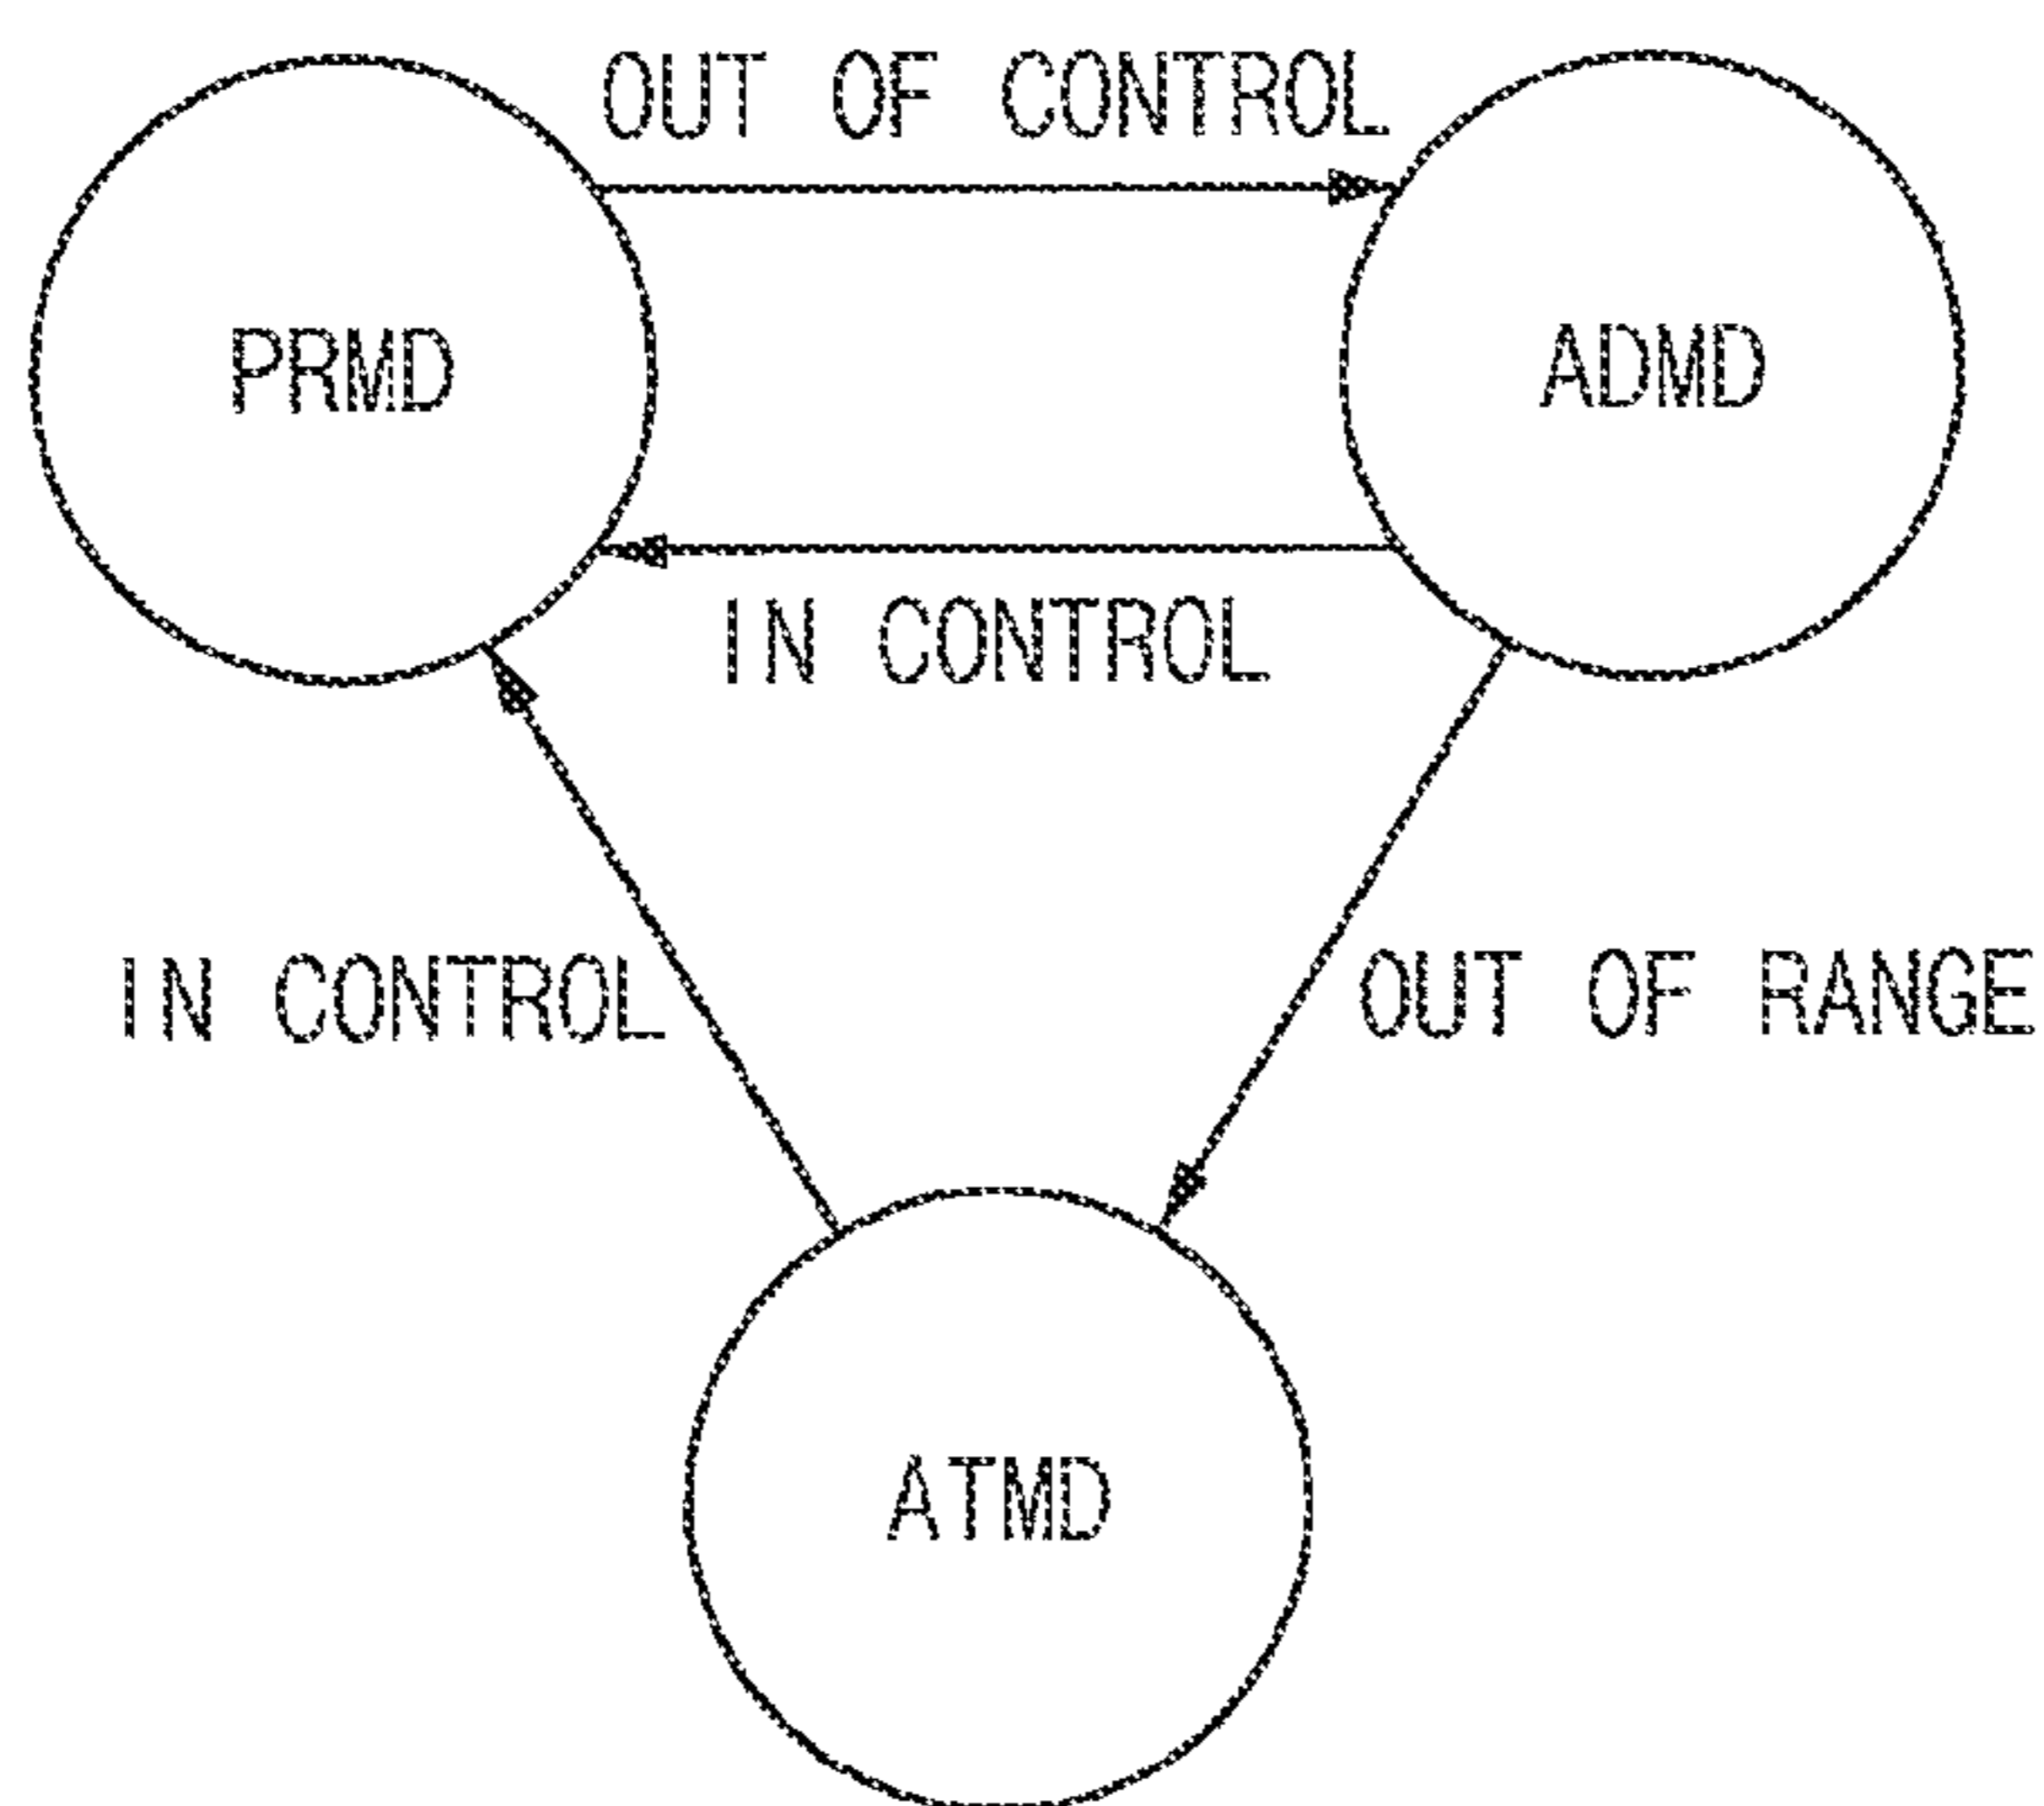 OUT OF CONTROL
PRMD
ADMD
IN CONTROL
IN CONTROL
OUT OF RANGE
ATMD